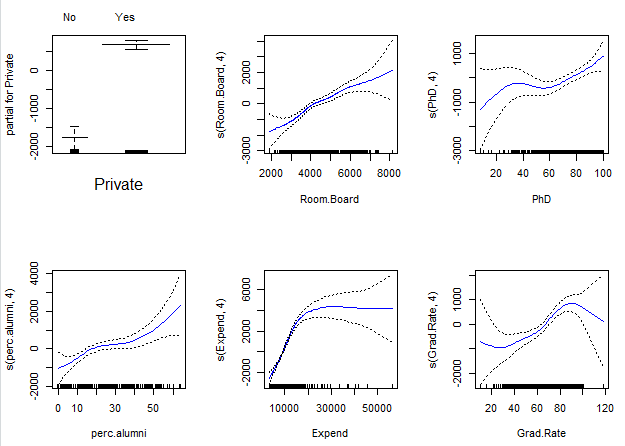 No Yes
partial for Private
-2000 -1000 0
Private
s(Room.Board, 4)
-3000 0 2000
2000 4000 6000 8000
Room.Board
s(PhD, 4)
-3000 -1000 1000
20 40 60 80 100
PhD
s(perc.alumni, 4)
-2000 0 2000 4000
0 10 30 50
perc.alumni
s(Expend, 4)
-2000 2000 6000
10000 30000 50000
Expend
s(Grad.Rate, 4)
-2000 0 1000
20 40 60 80 120
Grad.Rate